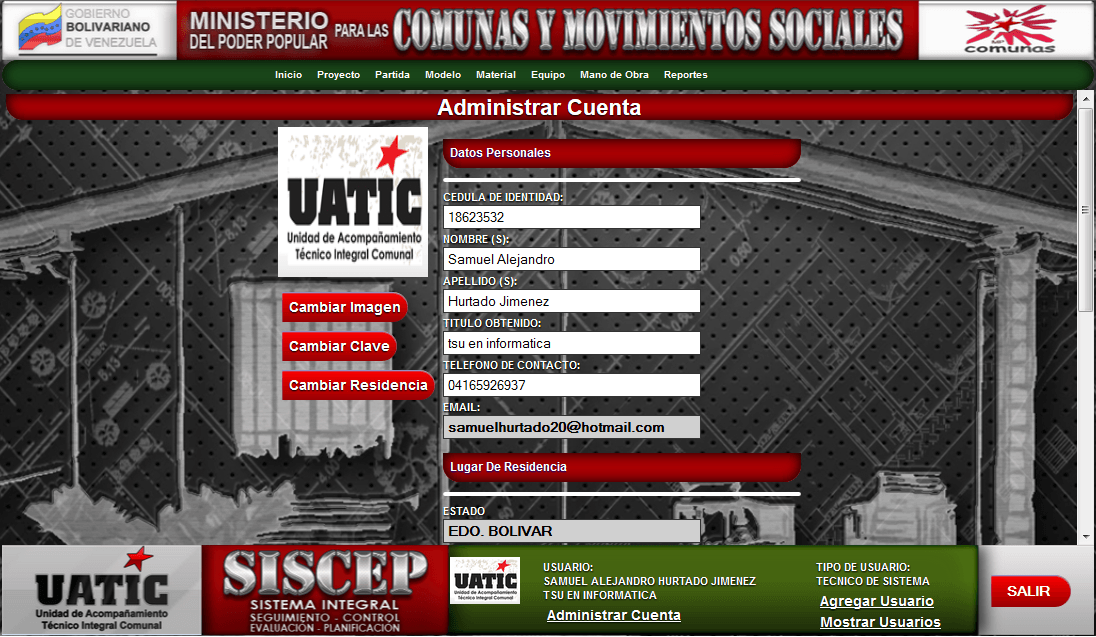 GOBIERNO
BOLIVARIANO
DE VENEZUELA
MINISTERIO
DEL PODER POPULAR
PARA LAS
COMUNAS Y MOVIMIENTOS SOCIALES
comunas
Inicio Proyecto Partida Modelo Material Equipo Mano de Obra Reportes
Administrar Cuenta
UATIC
Unidad de Acompañamiento
Técnico Integral Comunal
Cambiar Imagen
Cambiar Clave
Cambiar Residencia
Datos Personales
CEDULA DE IDENTIDAD:
18623532
NOMBRE (S):
Samuel Alejandro
APELLIDO (S):
Hurtado Jimenez
TITULO OBTENIDO:
tsu en informatica
TELEFONO DE CONTACTO:
04165926937
EMAIL:
samuelhurtado20@hotmail.com
Lugar De Residencia
ESTADO
EDO. BOLIVAR
UATIC
Unidad de Acompañamiento
Técnico Integral Comunal
SISCEP
SISTEMA INTEGRAL
SEGUIMIENTO - CONTROL
EVALUACIÓN - PLANIFICACIÓN
UATIC
Unidad de Acompañamiento
Técnico Integral Comunal
USUARIO:
SAMUEL ALEJANDRO HURTADO JIMENEZ
TSU EN INFORMATICA
Administrar Cuenta
TIPO DE USUARIO:
TECNICO DE SISTEMA
Agregar Usuario
Mostrar Usuarios
SALIR